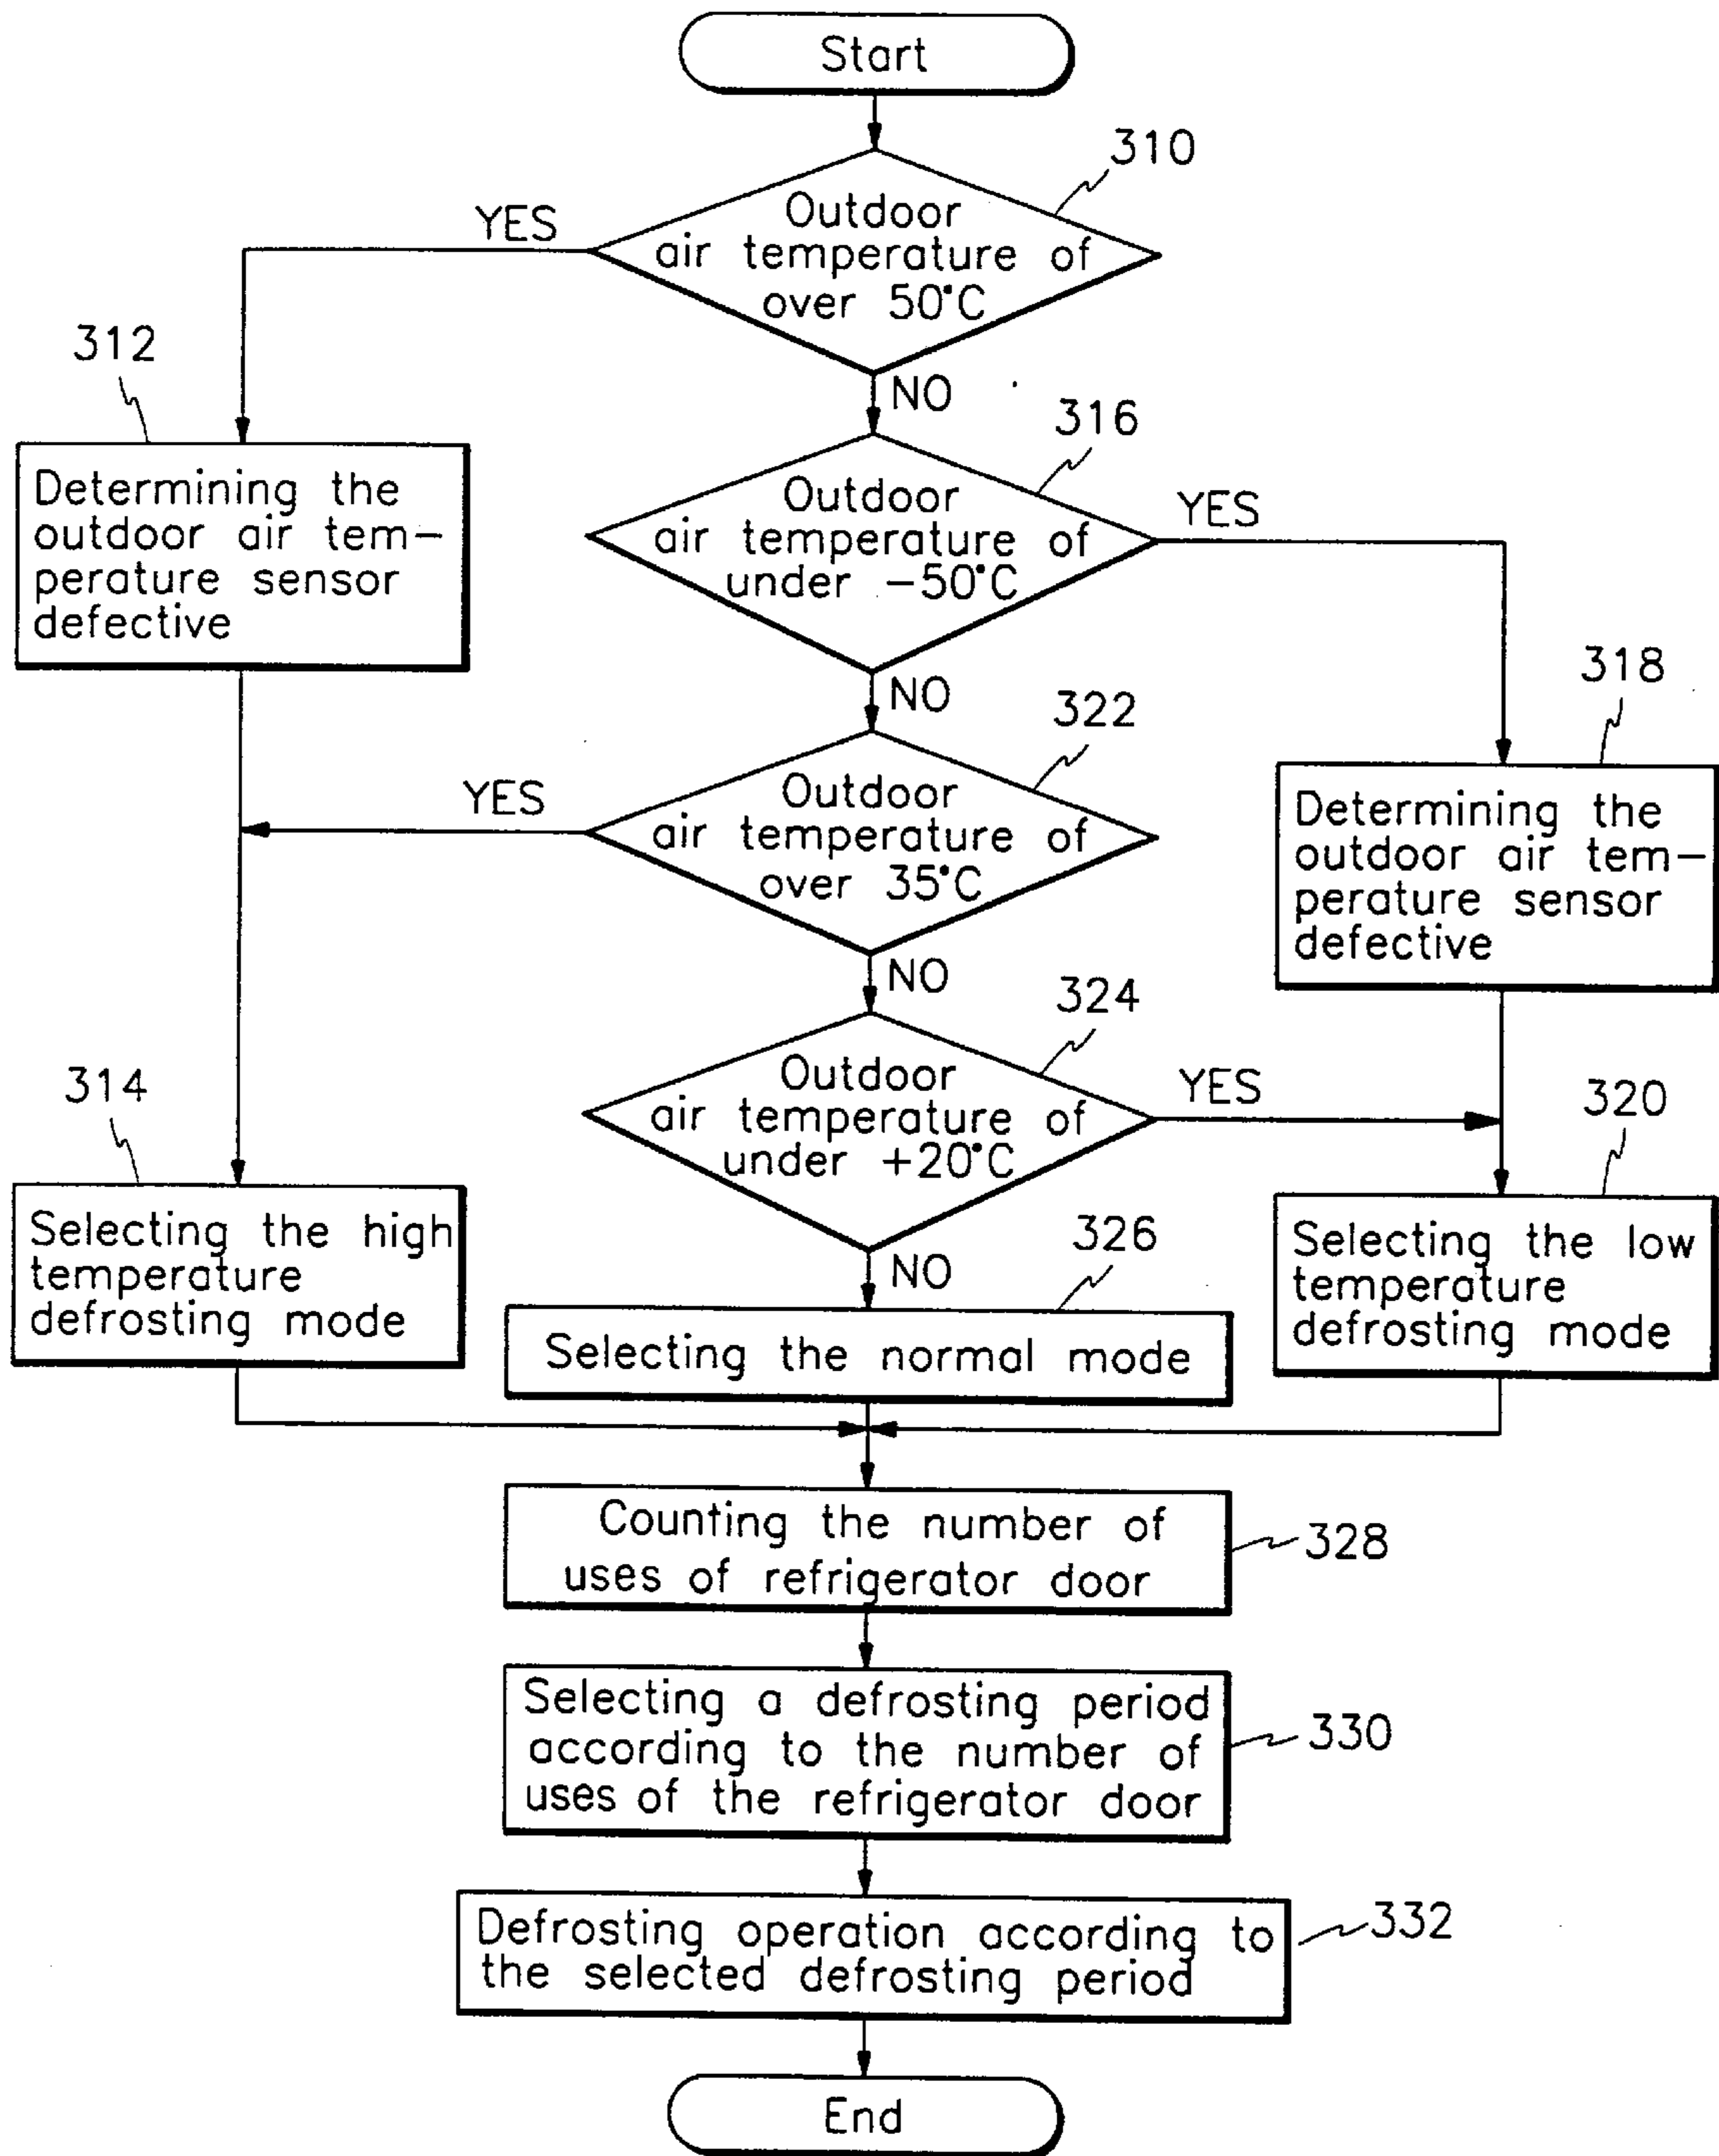 Start
310
Outdoor
air temperature of
over 50°C
YES
NO
312
Determining the
outdoor air tem-
perature sensor
defective
316
Outdoor
air temperature of
under -50°C
YES
NO
318
Determining the
outdoor air tem-
perature sensor
defective
322
Outdoor
air temperature of
over 35°C
YES
NO
324
Outdoor
air temperature of
under +20°C
YES
NO
314
Selecting the high
temperature
defrosting mode
320
Selecting the low
temperature
defrosting mode
326
Selecting the normal mode
Counting the number of
uses of refrigerator door
328
Selecting a defrosting period
according to the number of
uses of the refrigerator door
330
Defrosting operation according to
the selected defrosting period
332
End